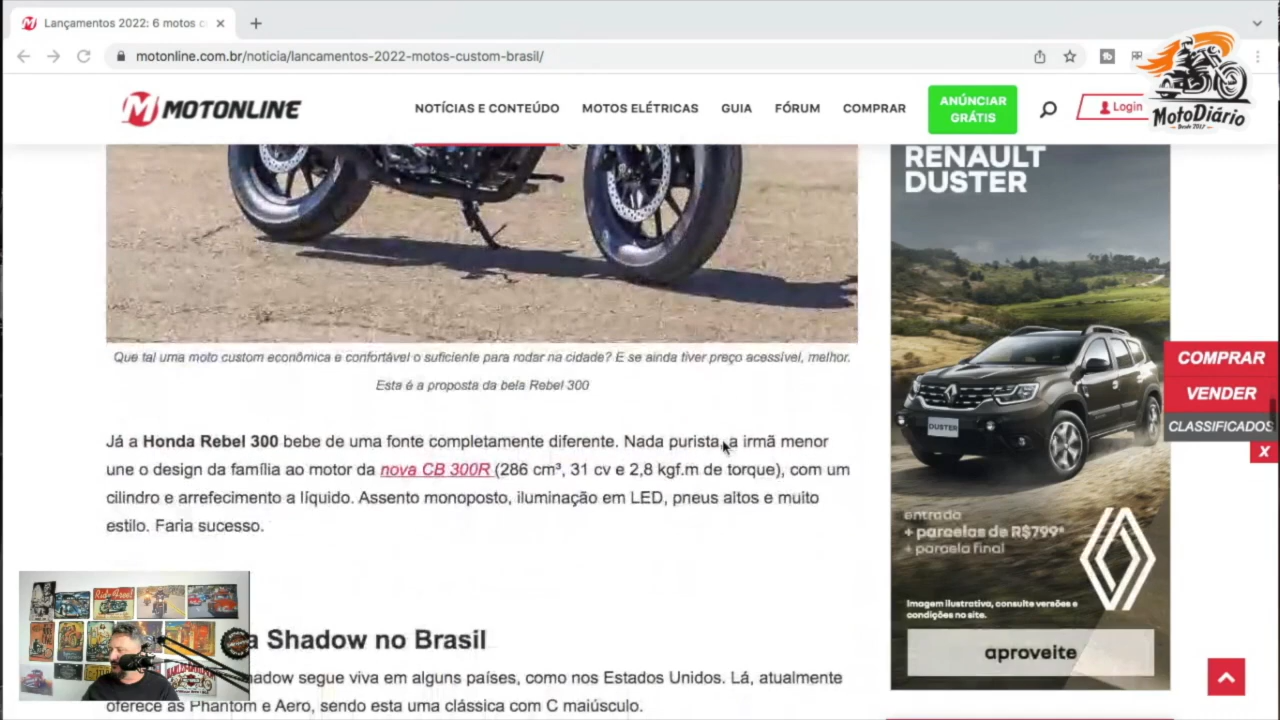 Lançamentos 2022: 6 motos c
motonline.com.br/noticia/lancamentos-2022-motos-custom-brasil/
MOTONLINE
NOTÍCIAS E CONTEÚDO
MOTOS ELÉTRICAS
GUIA
FÓRUM
COMPRAR
ANÚNCIAR
GRÁTIS
Login
MotoDiário
Desde 2017
RENAULT
DUSTER
Que tal uma moto custom econômica e confortável o suficiente para rodar na cidade? E se ainda tiver preço acessível, melhor.
Esta é a proposta da bela Rebel 300
Já a Honda Rebel 300 bebe de uma fonte completamente diferente. Nada purista, a irmã menor
une o design da família ao motor da nova CB 300R (286 cm³, 31 cv e 2,8 kgf.m de torque), com um
cilindro e arrefecimento a líquido. Assento monoposto, iluminação em LED, pneus altos e muito
estilo. Faria sucesso.
a Shadow no Brasil
hadow segue viva em alguns países, como nos Estados Unidos. Lá, atualmente
oferece as Phantom e Aero, sendo esta uma clássica com C maiúsculo.
DUSTER
entrada
+ parcelas de R$799*
+ parcela final
Imagem ilustrativa, consulte versões e
condições no site.
aproveite
COMPRAR
VENDER
CLASSIFICADOS
X